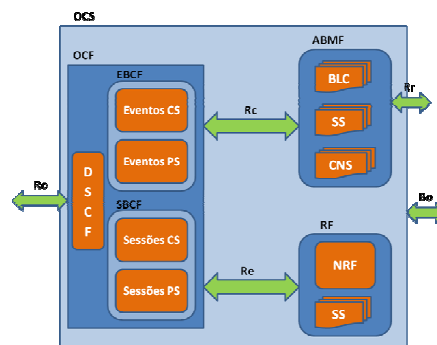 OCS
OCF
ABMF
EBCF
Eventos CS
Eventos PS
BLC
SS
CNS
Rr
Rc
Ro
D
S
C
F
SBCF
Sessões CS
Sessões PS
Bo
RF
NRF
SS
Re